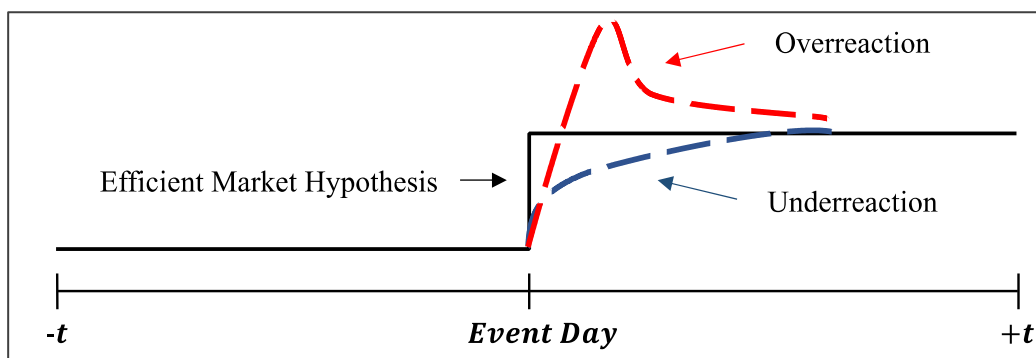 Overreaction
Efficient Market Hypothesis
Underreaction
-t
Event Day
+t